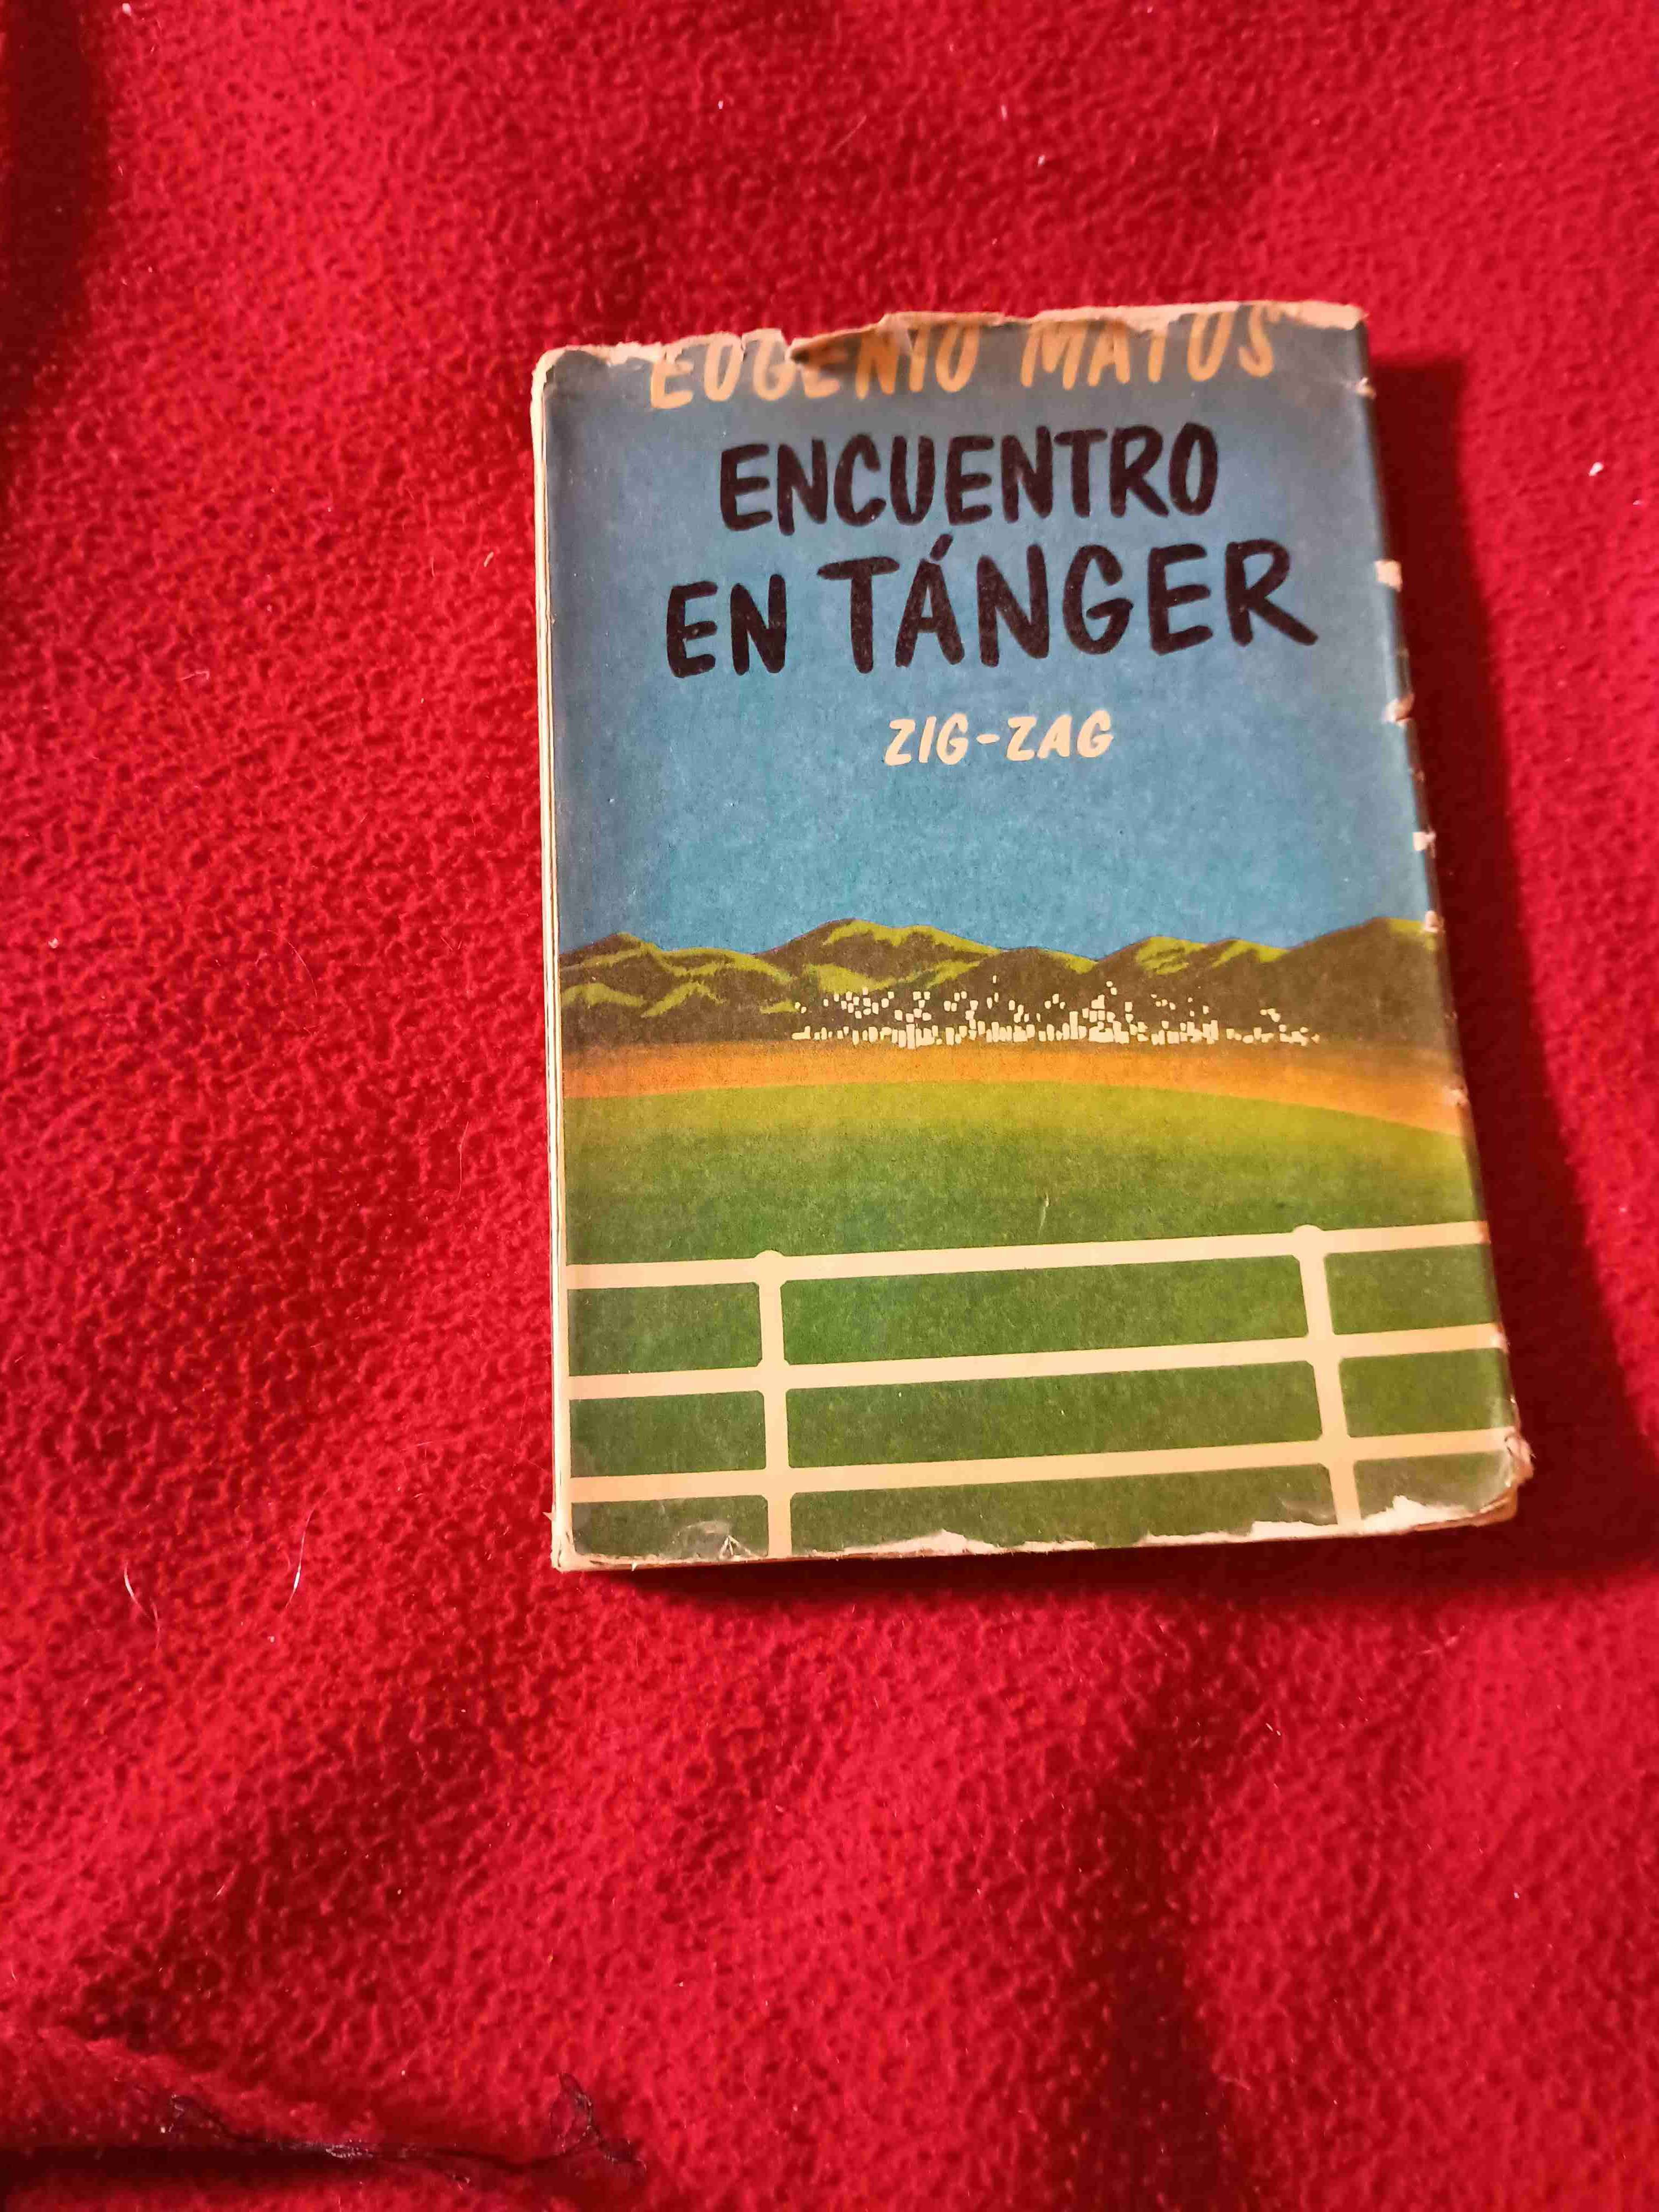 EUGENIO MATUS
ENCUENTRO
EN TÁNGER
ZIG-ZAG